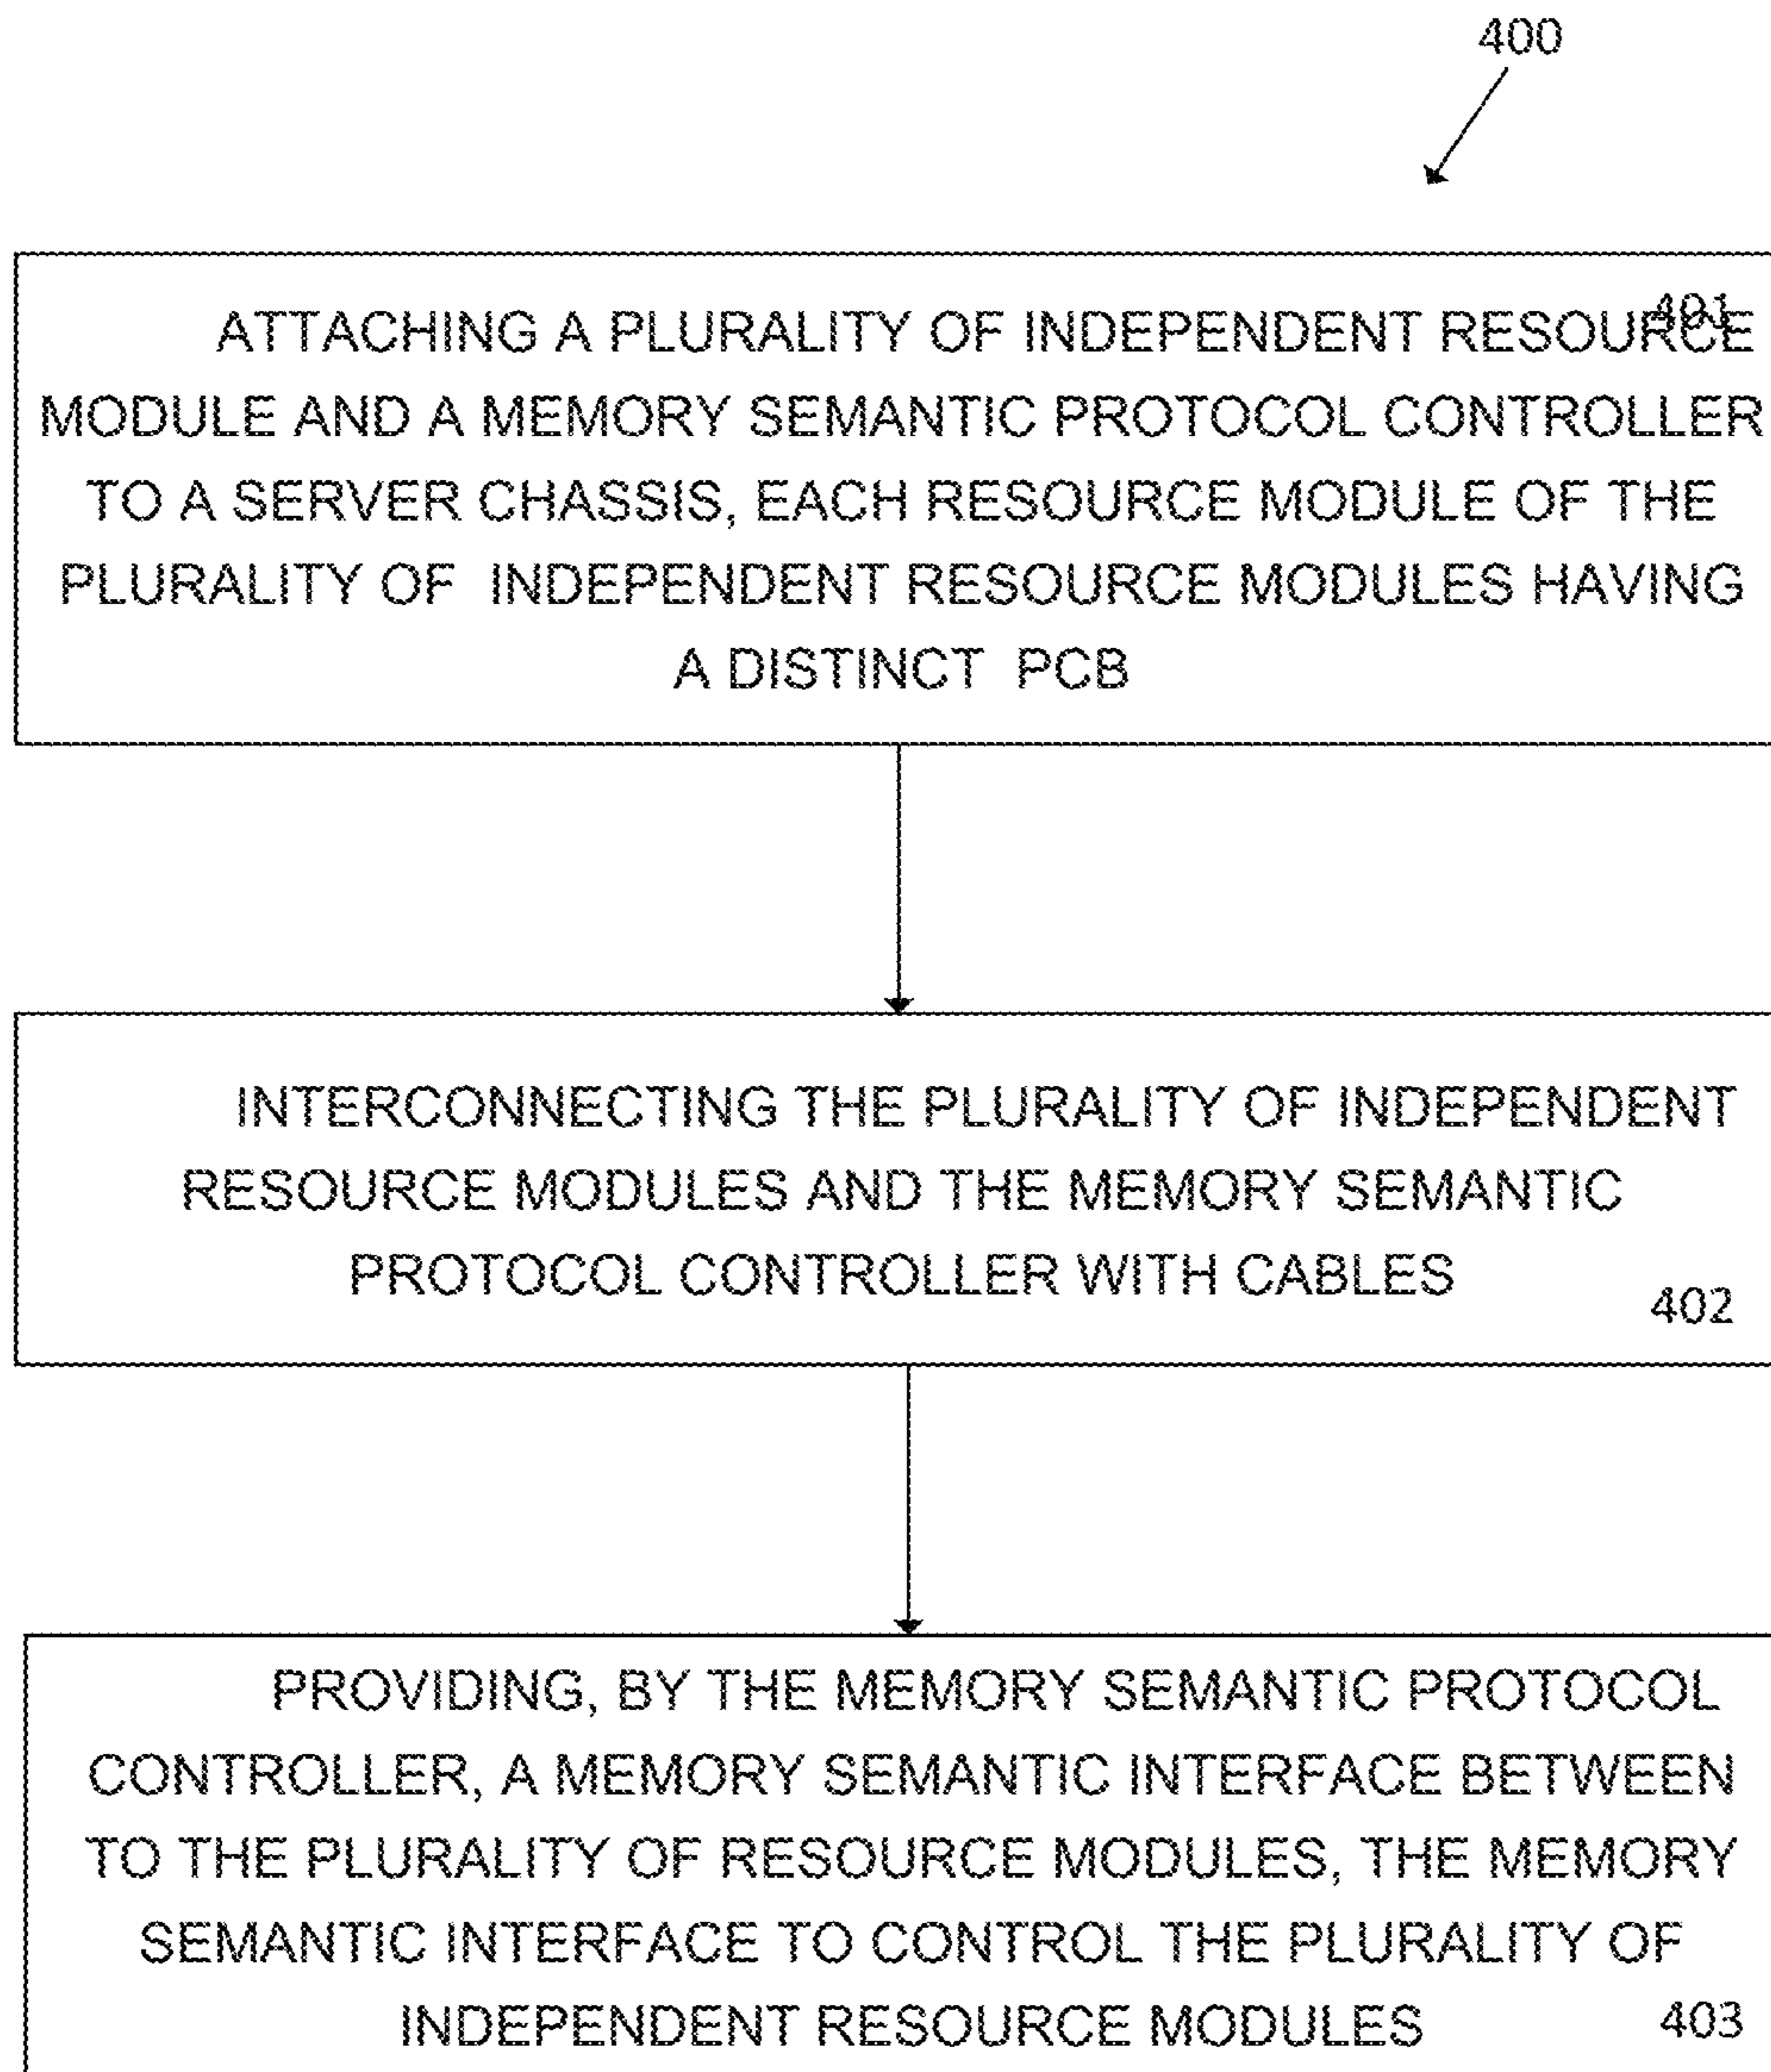 400
401
ATTACHING A PLURALITY OF INDEPENDENT RESOURCE
MODULE AND A MEMORY SEMANTIC PROTOCOL CONTROLLER
TO A SERVER CHASSIS, EACH RESOURCE MODULE OF THE
PLURALITY OF INDEPENDENT RESOURCE MODULES HAVING
A DISTINCT PCB
INTERCONNECTING THE PLURALITY OF INDEPENDENT
RESOURCE MODULES AND THE MEMORY SEMANTIC
PROTOCOL CONTROLLER WITH CABLES
402
PROVIDING, BY THE MEMORY SEMANTIC PROTOCOL
CONTROLLER, A MEMORY SEMANTIC INTERFACE BETWEEN
TO THE PLURALITY OF RESOURCE MODULES, THE MEMORY
SEMANTIC INTERFACE TO CONTROL THE PLURALITY OF
INDEPENDENT RESOURCE MODULES
403